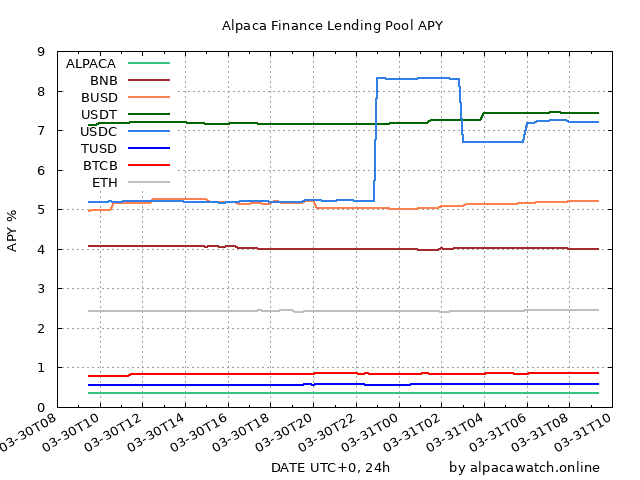 Alpaca Finance Lending Pool APY
9
8
7
6
5
4
3
2
1
0
APY %
ALPACA
BNB
BUSD
USDT
USDC
TUSD
BTCB
ETH
03-30T08
03-30T10
03-30T12
03-30T14
03-30T16
03-30T18
03-30T20
03-30T22
03-31T00
03-31T02
03-31T04
03-31T06
03-31T08
03-31T10
DATE UTC+0, 24h
by alpacawatch.online